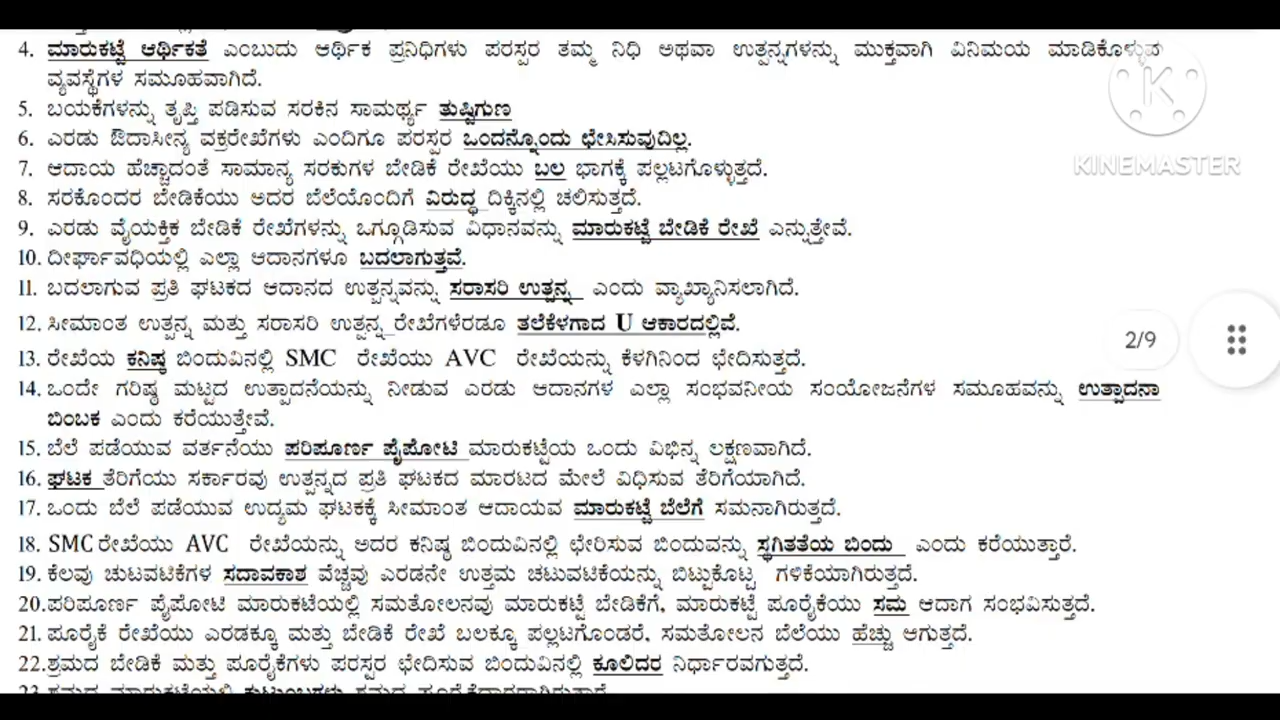 4. ಮಾರುಕಟ್ಟೆ ಆರ್ಥಿಕತೆ ಎಂಬುದು ಆರ್ಥಿಕ ಪ್ರನಿಧಿಗಳು ಪರಸ್ಪರ ತಮ್ಮ ನಿಧಿ ಅಥವಾ ಉತ್ಪನ್ನಗಳನ್ನು ಮುಕ್ತವಾಗಿ ವಿನಿಮಯ ಮಾಡಿಕೊಳ್ಳುವ
ವ್ಯವಸ್ಥೆಗಳ ಸಮೂಹವಾಗಿದೆ.
5. ಬಯಕೆಗಳನ್ನು ತೃಪ್ತಿ ಪಡಿಸುವ ಸರಕಿನ ಸಾಮರ್ಥ್ಯ ತುಷ್ಟಿಗುಣ
6. ಎರಡು ಔದಾಸೀನ್ಯ ವಕ್ರರೇಖೆಗಳು ಎಂದಿಗೂ ಪರಸ್ಪರ ಒಂದನ್ನೊಂದು ಛೇಸಿಸುವುದಿಲ್ಲ.
K
KINEMASTER
7. ಆದಾಯ ಹೆಚ್ಚಾದಂತೆ ಸಾಮಾನ್ಯ ಸರಕುಗಳ ಬೇಡಿಕೆ ರೇಖೆಯು ಬಲ ಭಾಗಕ್ಕೆ ಪಲ್ಲಟಗೊಳ್ಳುತ್ತದೆ.
8. ಸರಕೊಂದರ ಬೇಡಿಕೆಯು ಅದರ ಬೆಲೆಯೊಂದಿಗೆ ವಿರುದ್ಧ ದಿಕ್ಕಿನಲ್ಲಿ ಚಲಿಸುತ್ತದೆ.
9. ಎರಡು ವೈಯಕ್ತಿಕ ಬೇಡಿಕೆ ರೇಖೆಗಳನ್ನು ಒಗ್ಗೂಡಿಸುವ ವಿಧಾನವನ್ನು ಮಾರುಕಟ್ಟೆ ಬೇಡಿಕೆ ರೇಖೆ ಎನ್ನುತ್ತೇವೆ.
10. ದೀರ್ಘಾವಧಿಯಲ್ಲಿ ಎಲ್ಲಾ ಆದಾನಗಳೂ ಬದಲಾಗುತ್ತವೆ.
11. ಬದಲಾಗುವ ಪ್ರತಿ ಘಟಕದ ಆದಾನದ ಉತ್ಪನ್ನವನ್ನು ಸರಾಸರಿ ಉತ್ಪನ್ನ ಎಂದು ವ್ಯಾಖ್ಯಾನಿಸಲಾಗಿದೆ.
12. ಸೀಮಾಂತ ಉತ್ಪನ್ನ ಮತ್ತು ಸರಾಸರಿ ಉತ್ಪನ್ನ ರೇಖೆಗಳೆರಡೂ ತಲೆಕೆಳಗಾದ U ಆಕಾರದಲ್ಲಿವೆ.
2/9
13. ರೇಖೆಯ ಕನಿಷ್ಠ ಬಿಂದುವಿನಲ್ಲಿ SMC ರೇಖೆಯು AVC ರೇಖೆಯನ್ನು ಕೆಳಗಿನಿಂದ ಛೇದಿಸುತ್ತದೆ.
14. ಒಂದೇ ಗರಿಷ್ಠ ಮಟ್ಟದ ಉತ್ಪಾದನೆಯನ್ನು ನೀಡುವ ಎರಡು ಆದಾನಗಳ ಎಲ್ಲಾ ಸಂಭವನೀಯ ಸಂಯೋಜನೆಗಳ ಸಮೂಹವನ್ನು ಉತ್ಪಾದನಾ
ಬಿಂಬಕ ಎಂದು ಕರೆಯುತ್ತೇವೆ.
15. ಬೆಲೆ ಪಡೆಯುವ ವರ್ತನೆಯು ಪರಿಪೂರ್ಣ ಪೈಪೋಟಿ ಮಾರುಕಟ್ಟೆಯ ಒಂದು ವಿಭಿನ್ನ ಲಕ್ಷಣವಾಗಿದೆ.
16. ಘಟಕ ತೆರಿಗೆಯು ಸರ್ಕಾರವು ಉತ್ಪನ್ನದ ಪ್ರತಿ ಘಟಕದ ಮಾರಟದ ಮೇಲೆ ವಿಧಿಸುವ ತೆರಿಗೆಯಾಗಿದೆ.
17. ಒಂದು ಬೆಲೆ ಪಡೆಯುವ ಉದ್ಯಮ ಘಟಕಕ್ಕೆ ಸೀಮಾಂತ ಆದಾಯವ ಮಾರುಕಟ್ಟೆ ಬೆಲೆಗೆ ಸಮನಾಗಿರುತ್ತದೆ.
18. SMC ರೇಖೆಯು AVC ರೇಖೆಯನ್ನು ಅದರ ಕನಿಷ್ಠ ಬಿಂದುವಿನಲ್ಲಿ ಛೇರಿಸುವ ಬಿಂದುವನ್ನು ಸ್ಥಗಿತತೆಯ ಬಿಂದು ಎಂದು ಕರೆಯುತ್ತಾರೆ.
19. ಕೆಲವು ಚುಟವಟಿಕೆಗಳ ಸದಾವಕಾಶ ವೆಚ್ಚವು ಎರಡನೇ ಉತ್ತಮ ಚಟುವಟಿಕೆಯನ್ನು ಬಿಟ್ಟುಕೊಟ್ಟ ಗಳಿಕೆಯಾಗಿರುತ್ತದೆ.
20.ಪರಿಪೂರ್ಣ ಪೈಪೋಟಿ ಮಾರುಕಟೆಯಲ್ಲಿ ಸಮತೋಲನವು ಮಾರುಕಟ್ಟೆ ಬೇಡಿಕೆಗೆ, ಮಾರುಕಟ್ಟೆ ಪೂರೈಕೆಯು ಸಮ ಆದಾಗ ಸಂಭವಿಸುತ್ತದೆ.
21. ಪೂರೈಕೆ ರೇಖೆಯು ಎರಡಕ್ಕೂ ಮತ್ತು ಬೇಡಿಕೆ ರೇಖೆ ಬಲಕ್ಕೂ ಪಲ್ಲಟಗೊಂಡರೆ, ಸಮತೋಲನ ಬೆಲೆಯು ಹೆಚ್ಚು ಆಗುತ್ತದೆ.
22.ಶ್ರಮದ ಬೇಡಿಕೆ ಮತ್ತು ಪೂರೈಕೆಗಳು ಪರಸ್ಪರ ಛೇದಿಸುವ ಬಿಂದುವಿನಲ್ಲಿ ಕೂಲಿದರ ನಿರ್ಧಾರವಗುತ್ತದೆ.